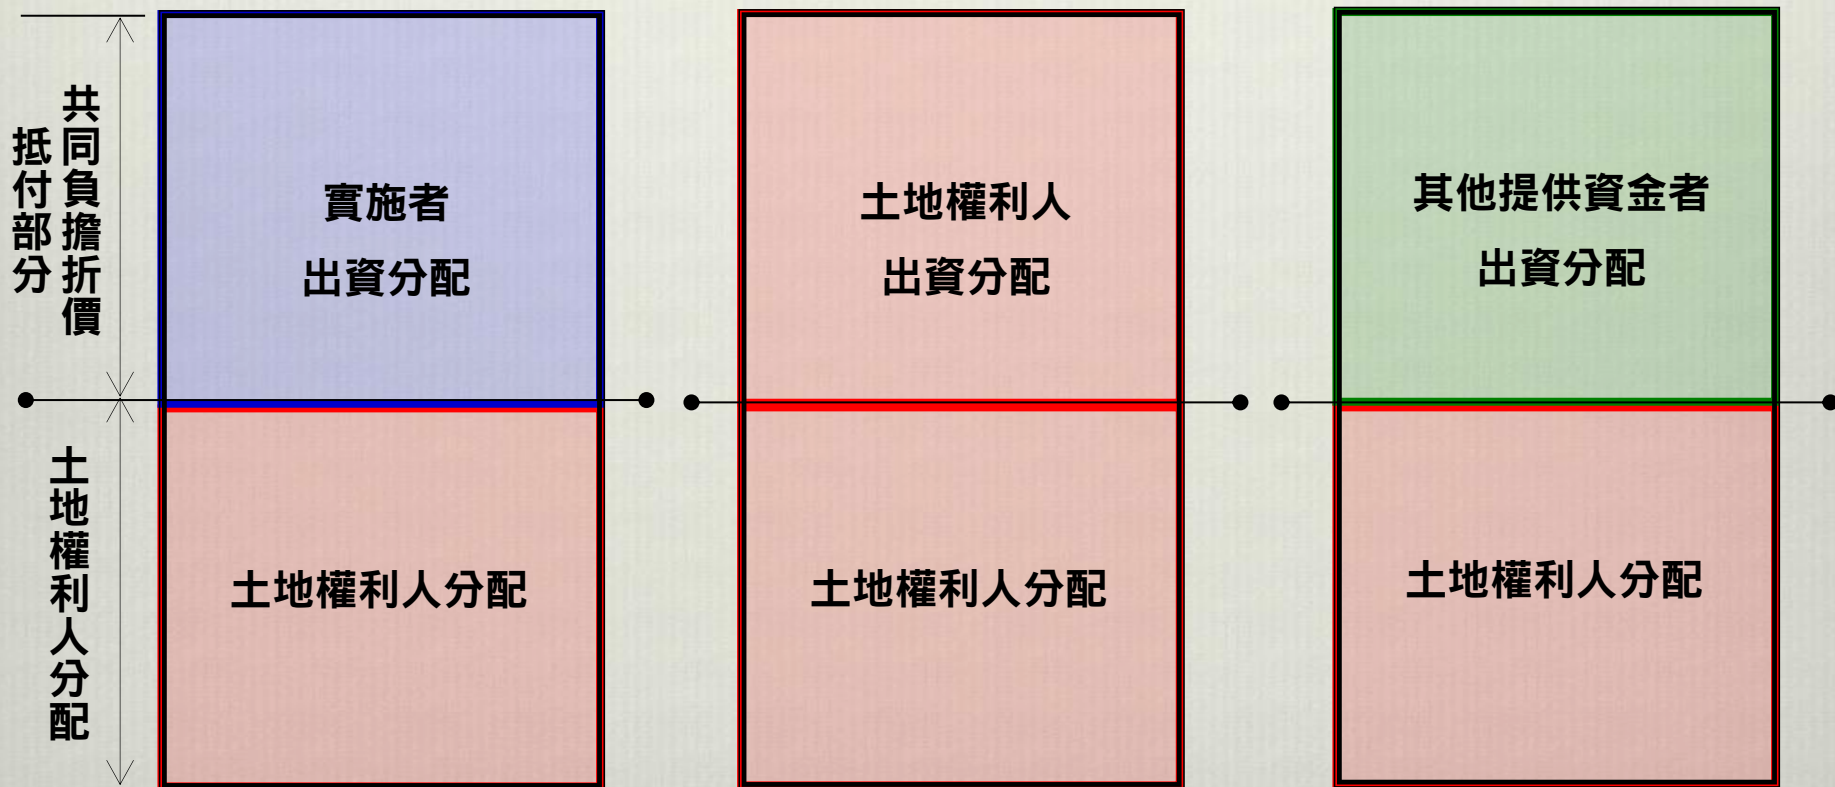 共同負擔折價
抵付部分
土地權利人分配
實施者
出資分配
土地權利人分配
土地權利人
出資分配
土地權利人分配
其他提供資金者
出資分配
土地權利人分配